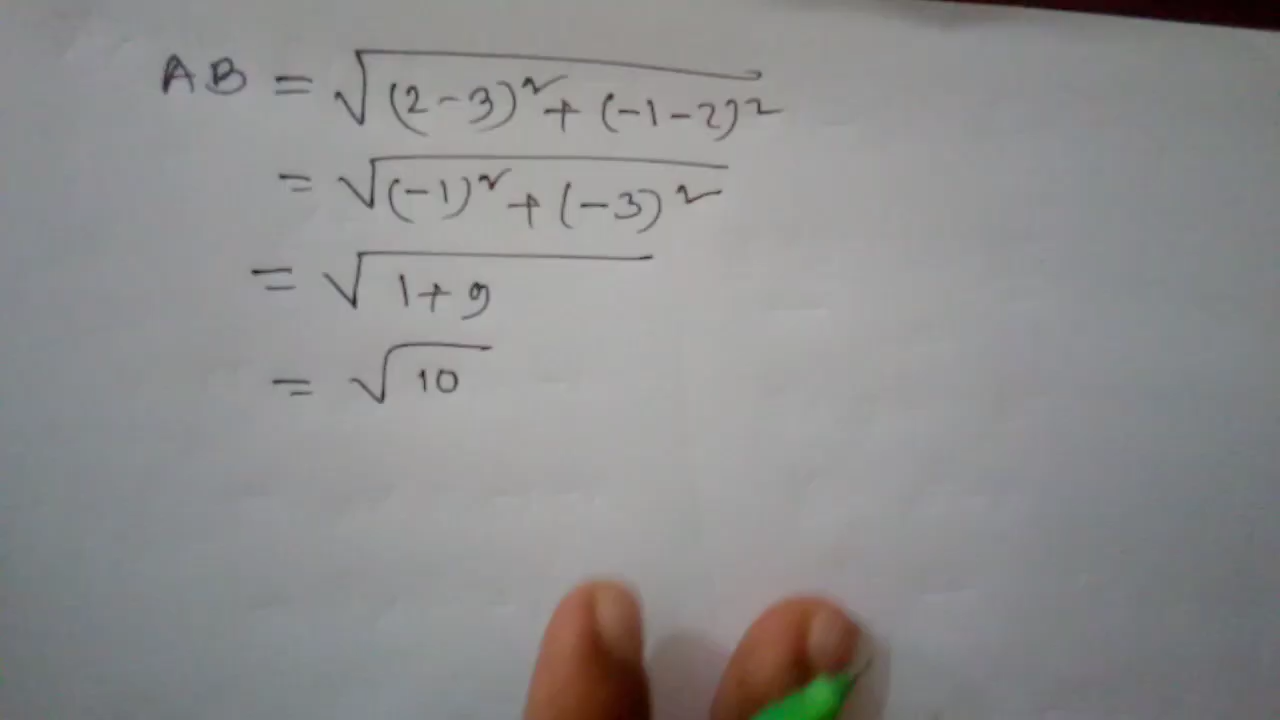 AB = √(2-3)² + (-1-2)²
= √(-1)² + (-3)²
= √1+9
= √10